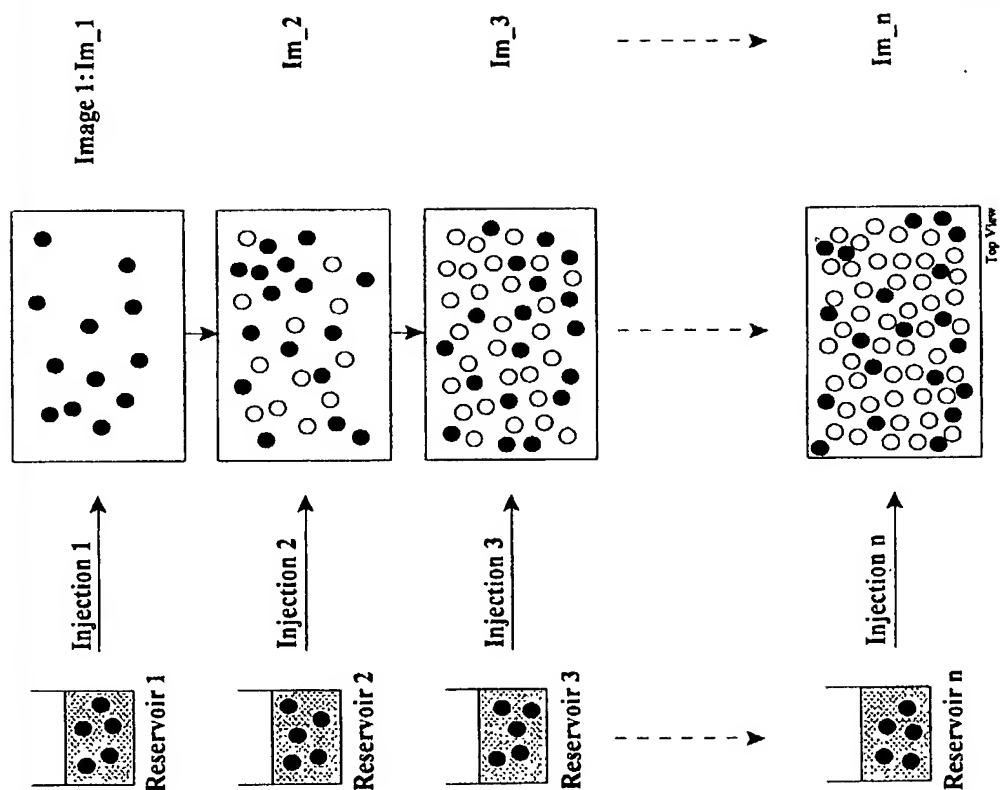 Image 1:Im_1
Im_2
Im_3
Im_n
Top View
Injection 1
Injection 2
Injection 3
Injection n
Reservoir 1
Reservoir 2
Reservoir 3
Reservoir n